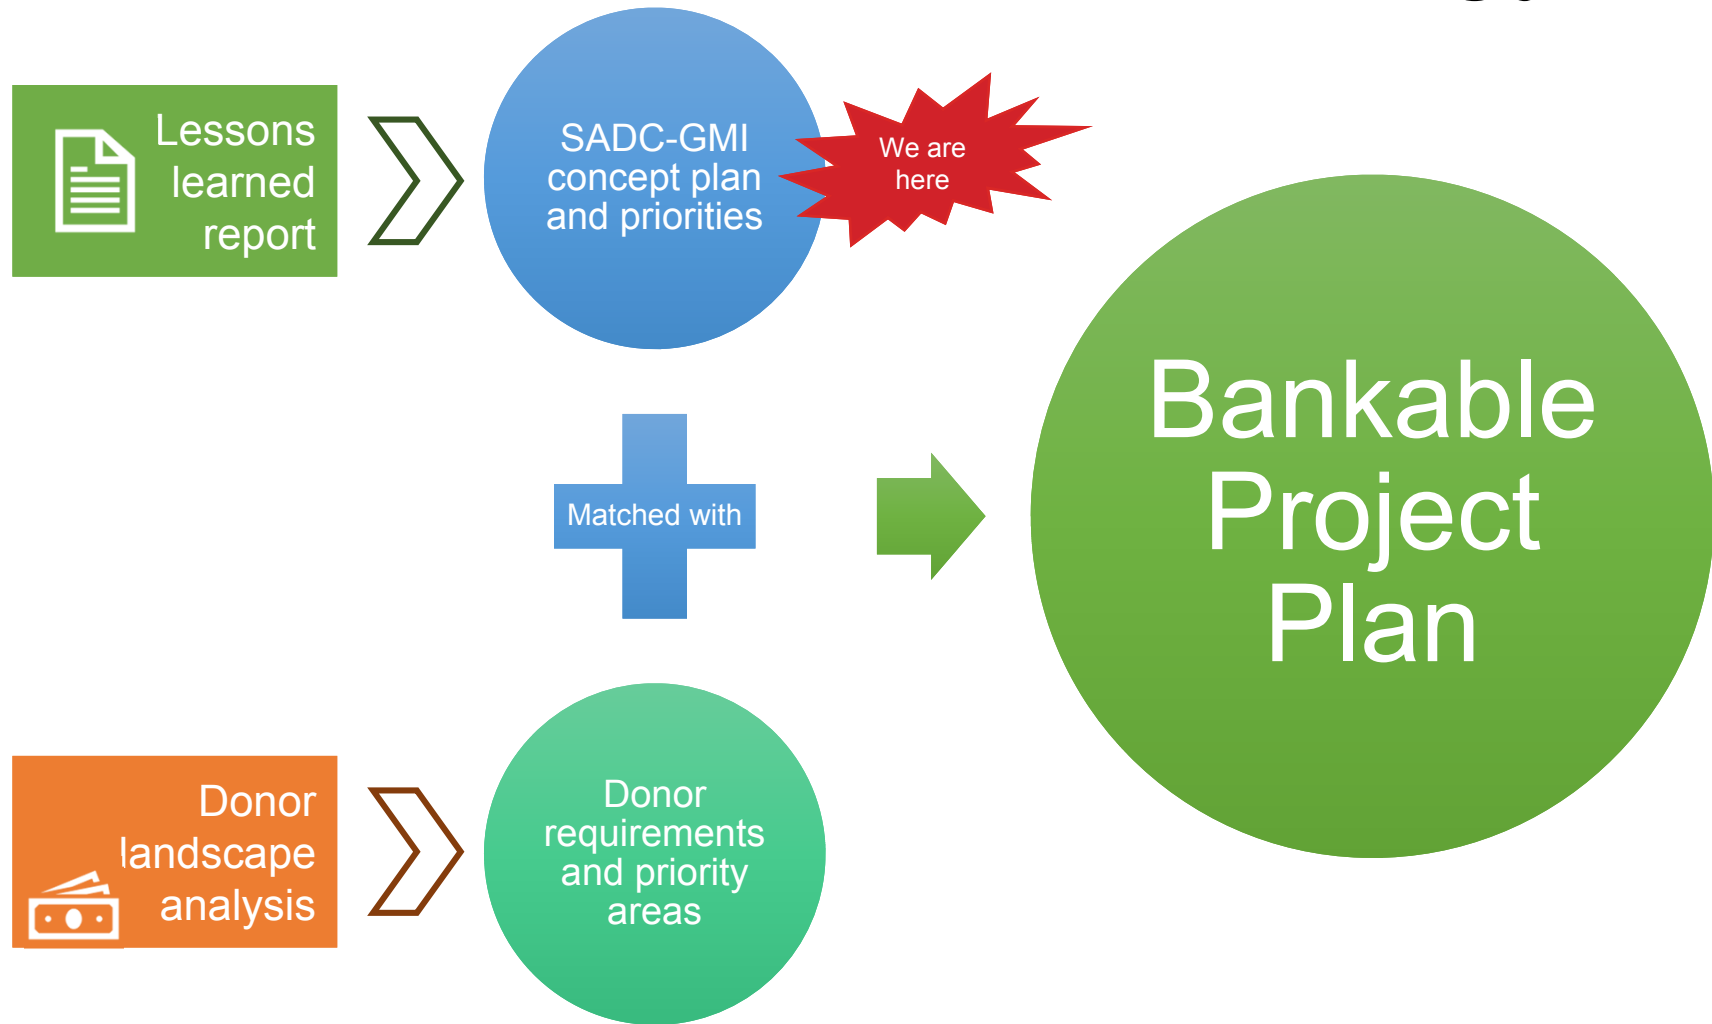 Lessons
learned
report
SADC-GMI
concept plan
and priorities
We are
here
Matched with
Bankable
Project
Plan
Donor
landscape
analysis
Donor
requirements
and priority
areas